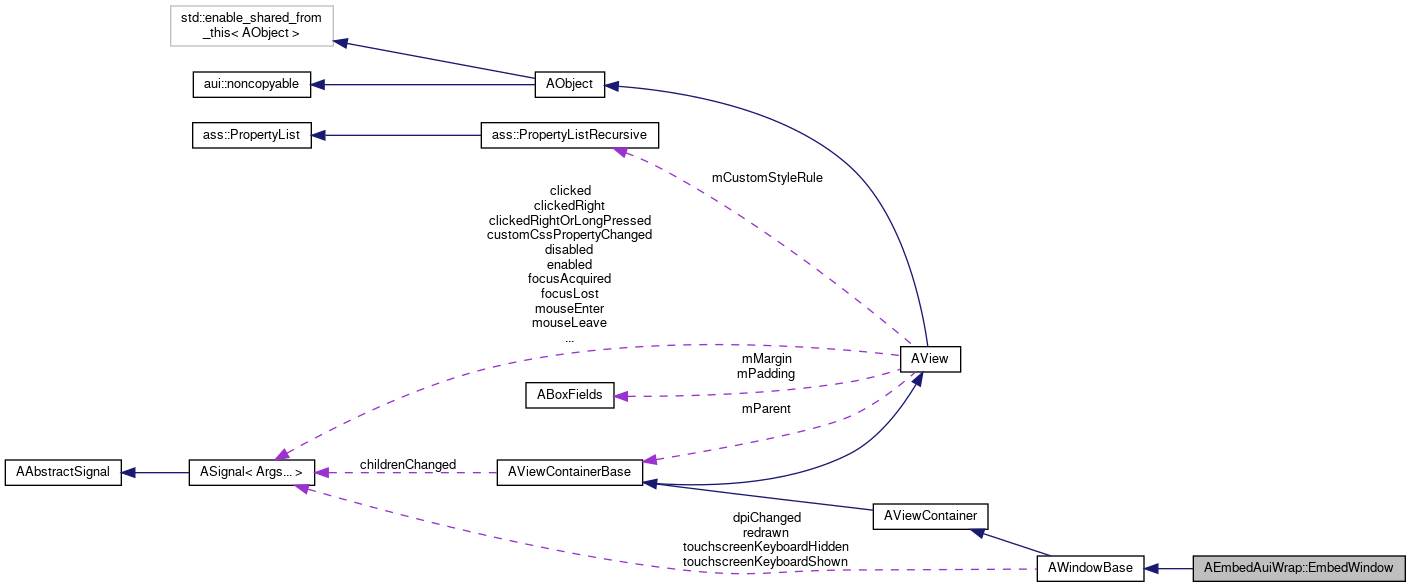 std::enable_shared_from
_this< AObject >
aui::noncopyable
AObject
ass::PropertyList
ass::PropertyListRecursive
mCustomStyleRule
clicked
clickedRight
clickedRightOrLongPressed
customCssPropertyChanged
disabled
enabled
focusAcquired
focusLost
mouseEnter
mouseLeave
...
AView
mMargin
mPadding
ABoxFields
mParent
AAbstractSignal
ASignal< Args... >
childrenChanged
AViewContainerBase
AViewContainer
dpiChanged
redrawn
touchscreenKeyboardHidden
touchscreenKeyboardShown
AWindowBase
AEmbedAuiWrap::EmbedWindow